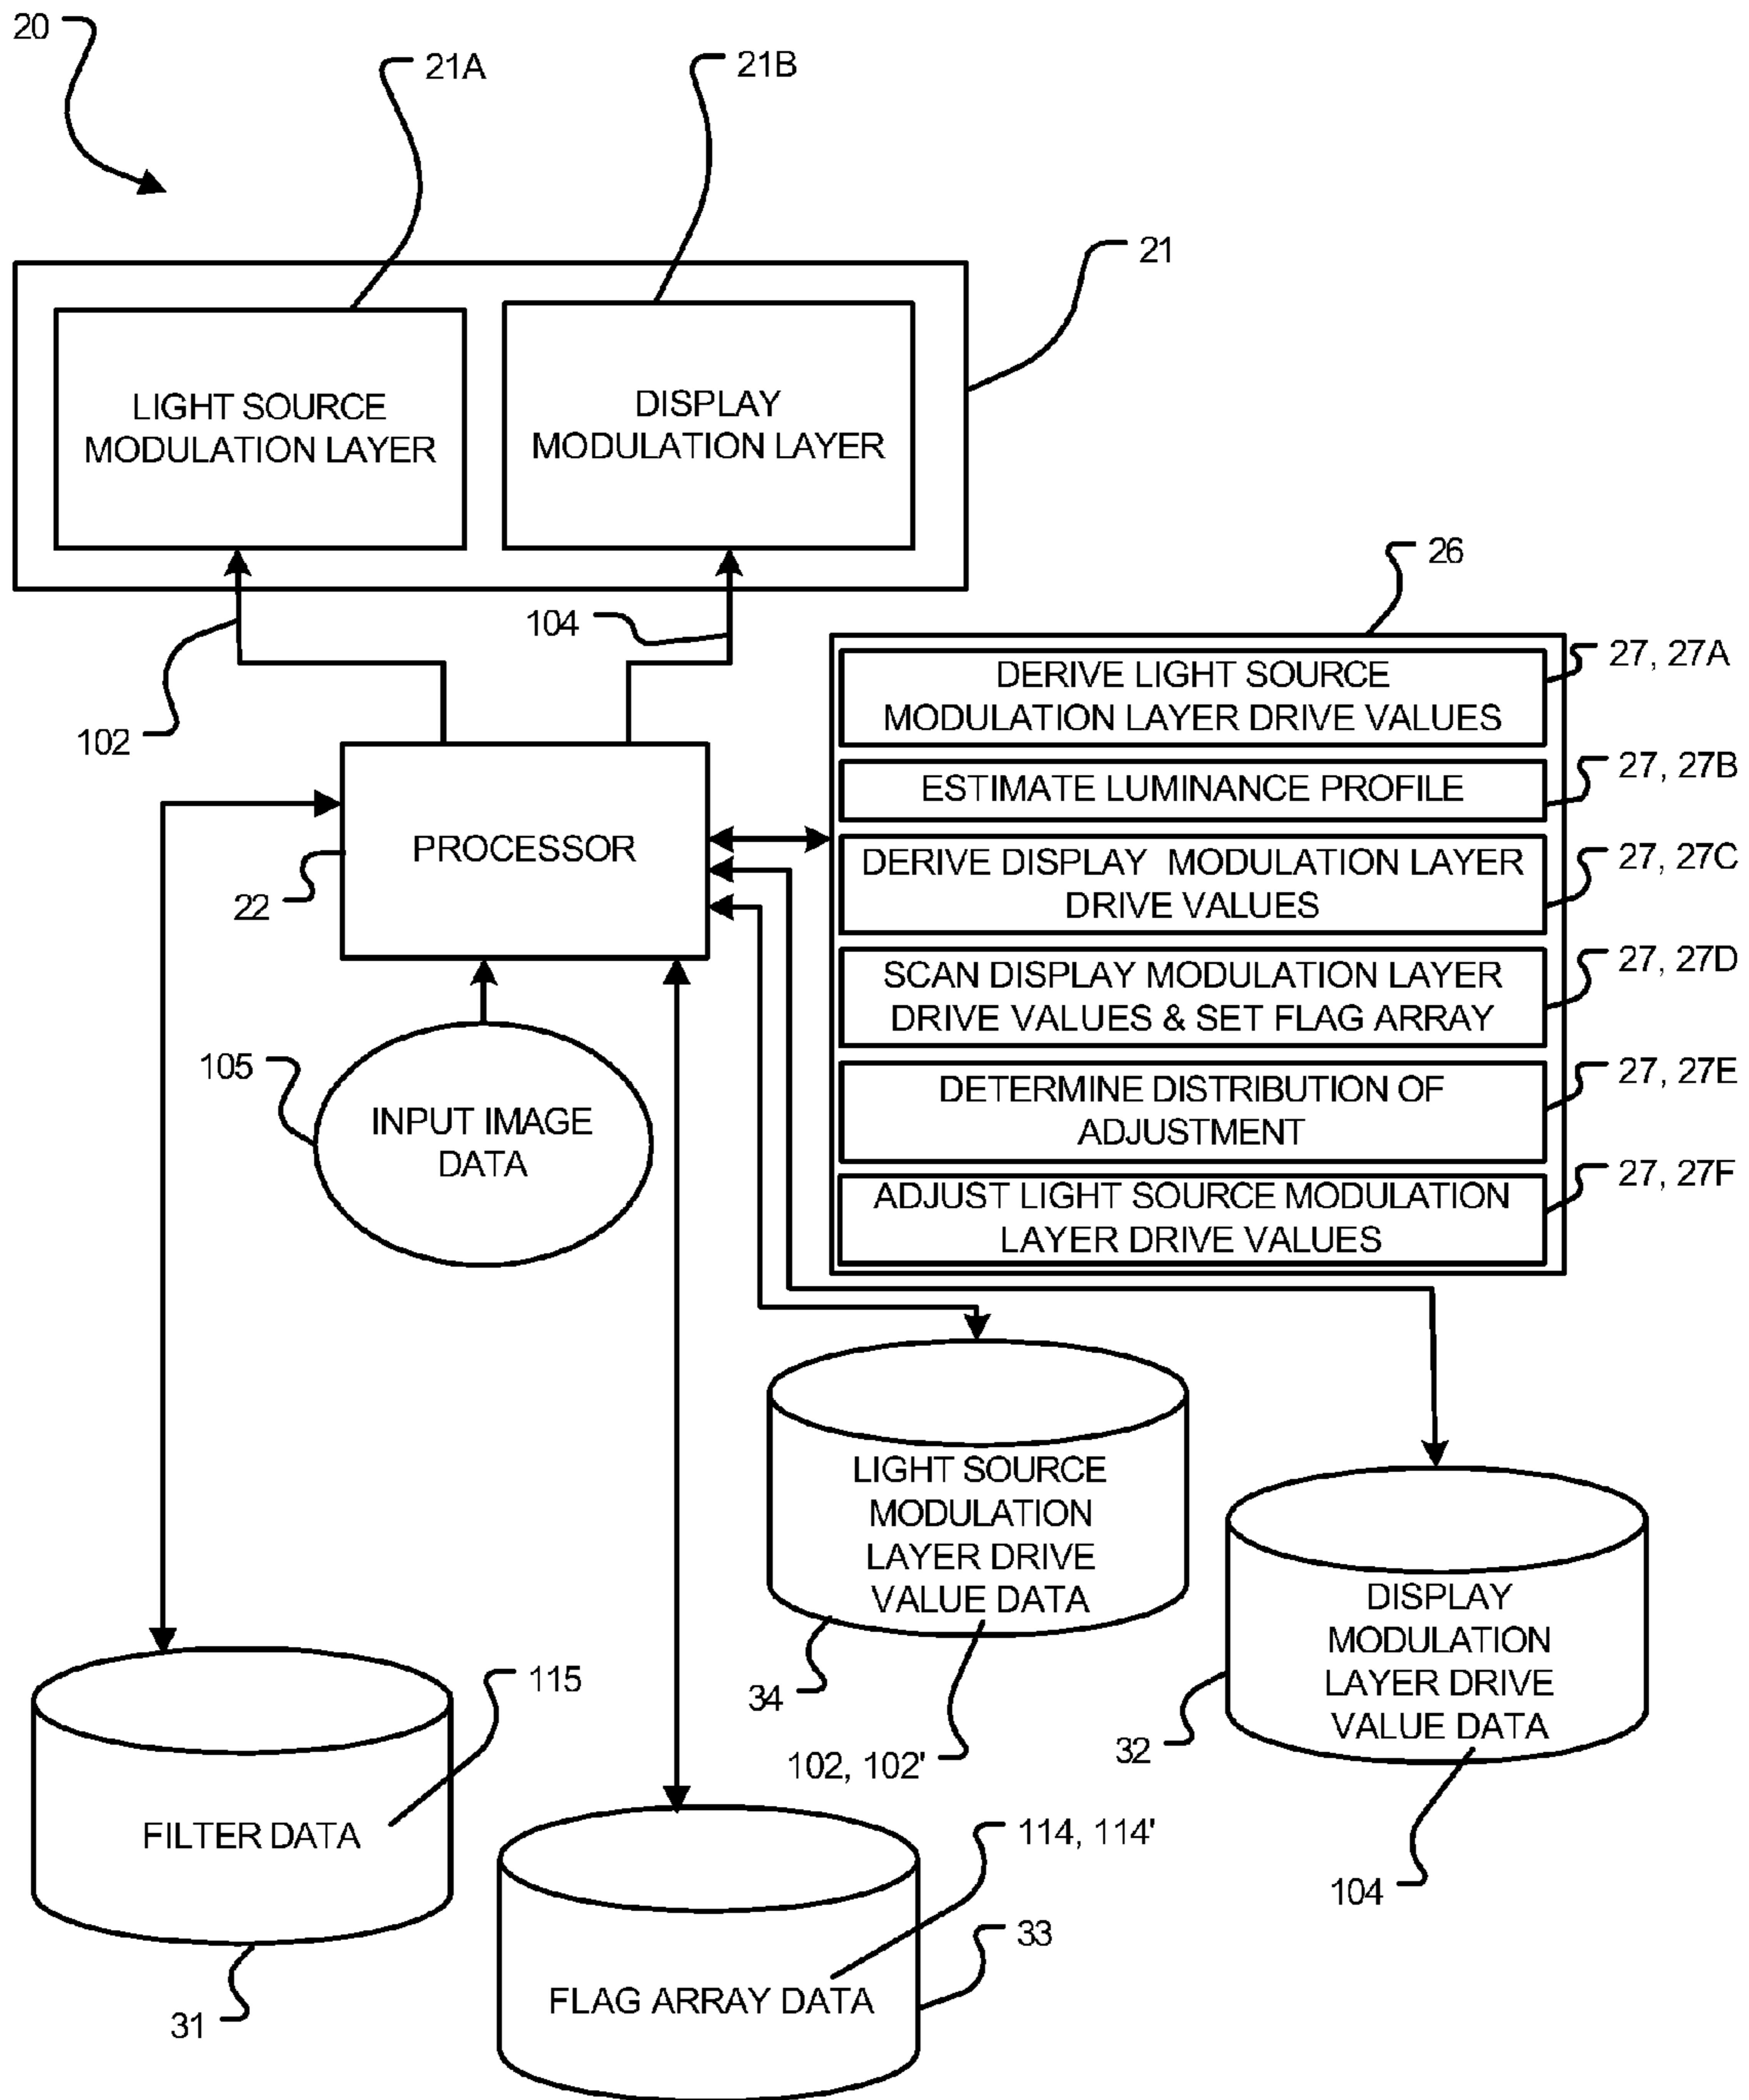 20
21A
21B
21
LIGHT SOURCE
MODULATION LAYER
DISPLAY
MODULATION LAYER
26
102
104
27, 27A
DERIVE LIGHT SOURCE
MODULATION LAYER DRIVE VALUES
27, 27B
ESTIMATE LUMINANCE PROFILE
PROCESSOR
22
27, 27C
DERIVE DISPLAY MODULATION LAYER
DRIVE VALUES
27, 27D
SCAN DISPLAY MODULATION LAYER
DRIVE VALUES & SET FLAG ARRAY
105
INPUT IMAGE
DATA
27, 27E
DETERMINE DISTRIBUTION OF
ADJUSTMENT
27, 27F
ADJUST LIGHT SOURCE MODULATION
LAYER DRIVE VALUES
LIGHT SOURCE
MODULATION
LAYER DRIVE
VALUE DATA
34
102, 102'
DISPLAY
MODULATION
LAYER DRIVE
VALUE DATA
32
104
115
FILTER DATA
31
114, 114'
33
FLAG ARRAY DATA